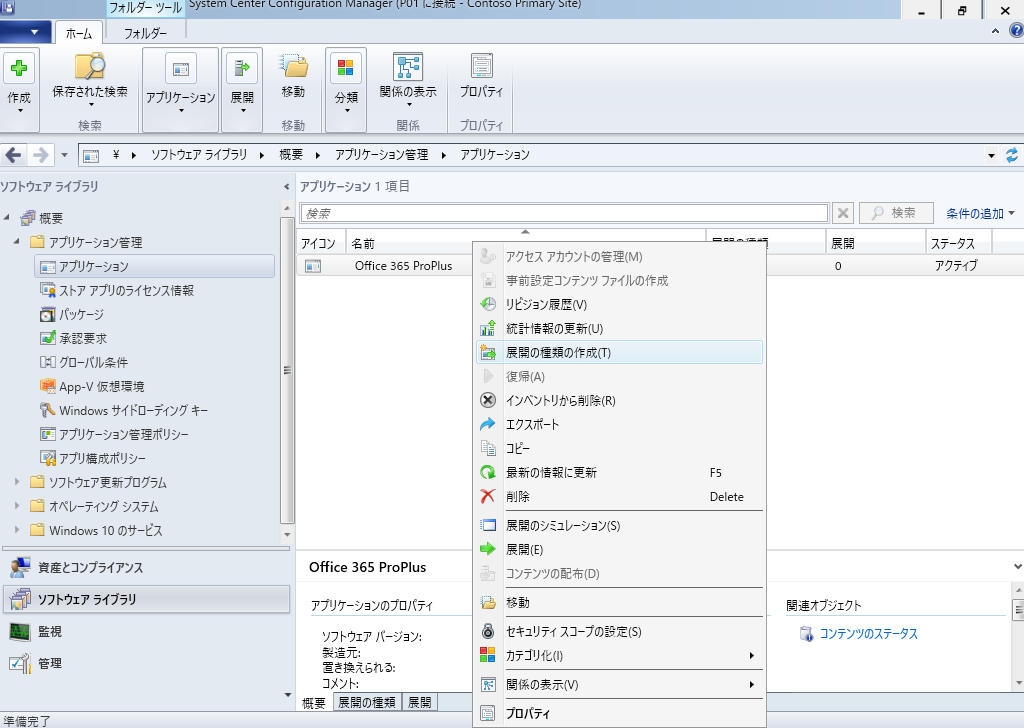 フォルダー ツール
System Center Configuration Manager (P01 に接続 - Contoso Primary Site)
ホーム
フォルダー
作成
保存された検索
アプリケーション
展開
移動
分類
関係の表示
プロパティ
検索
移動
関係
プロパティ
¥ ソフトウェア ライブラリ 概要 アプリケーション管理 アプリケーション
ソフトウェア ライブラリ
概要
アプリケーション管理
アプリケーション
ストア アプリのライセンス情報
パッケージ
承認要求
グローバル条件
App-V 仮想環境
Windows サイドローディング キー
アプリケーション管理ポリシー
アプリ構成ポリシー
ソフトウェア更新プログラム
オペレーティング システム
Windows 10 のサービス
資産とコンプライアンス
ソフトウェア ライブラリ
監視
管理
アプリケーション 1 項目
検索
検索
条件の追加
アイコン 名前 展開の種類 展開 ステータス
Office 365 ProPlus 0 アクティブ
アクセス アカウントの管理(M)
事前設定コンテンツ ファイルの作成
リビジョン履歴(V)
統計情報の更新(U)
展開の種類の作成(T)
復帰(A)
インベントリから削除(R)
エクスポート
コピー
最新の情報に更新 F5
削除 Delete
展開のシミュレーション(S)
展開(E)
コンテンツの配布(D)
移動
セキュリティ スコープの設定(S)
カテゴリ化(I)
関係の表示(V)
プロパティ
Office 365 ProPlus
アプリケーションのプロパティ
ソフトウェア バージョン:
製造元:
置き換えられる:
コメント:
関連オブジェクト
コンテンツのステータス
概要 展開の種類 展開
準備完了